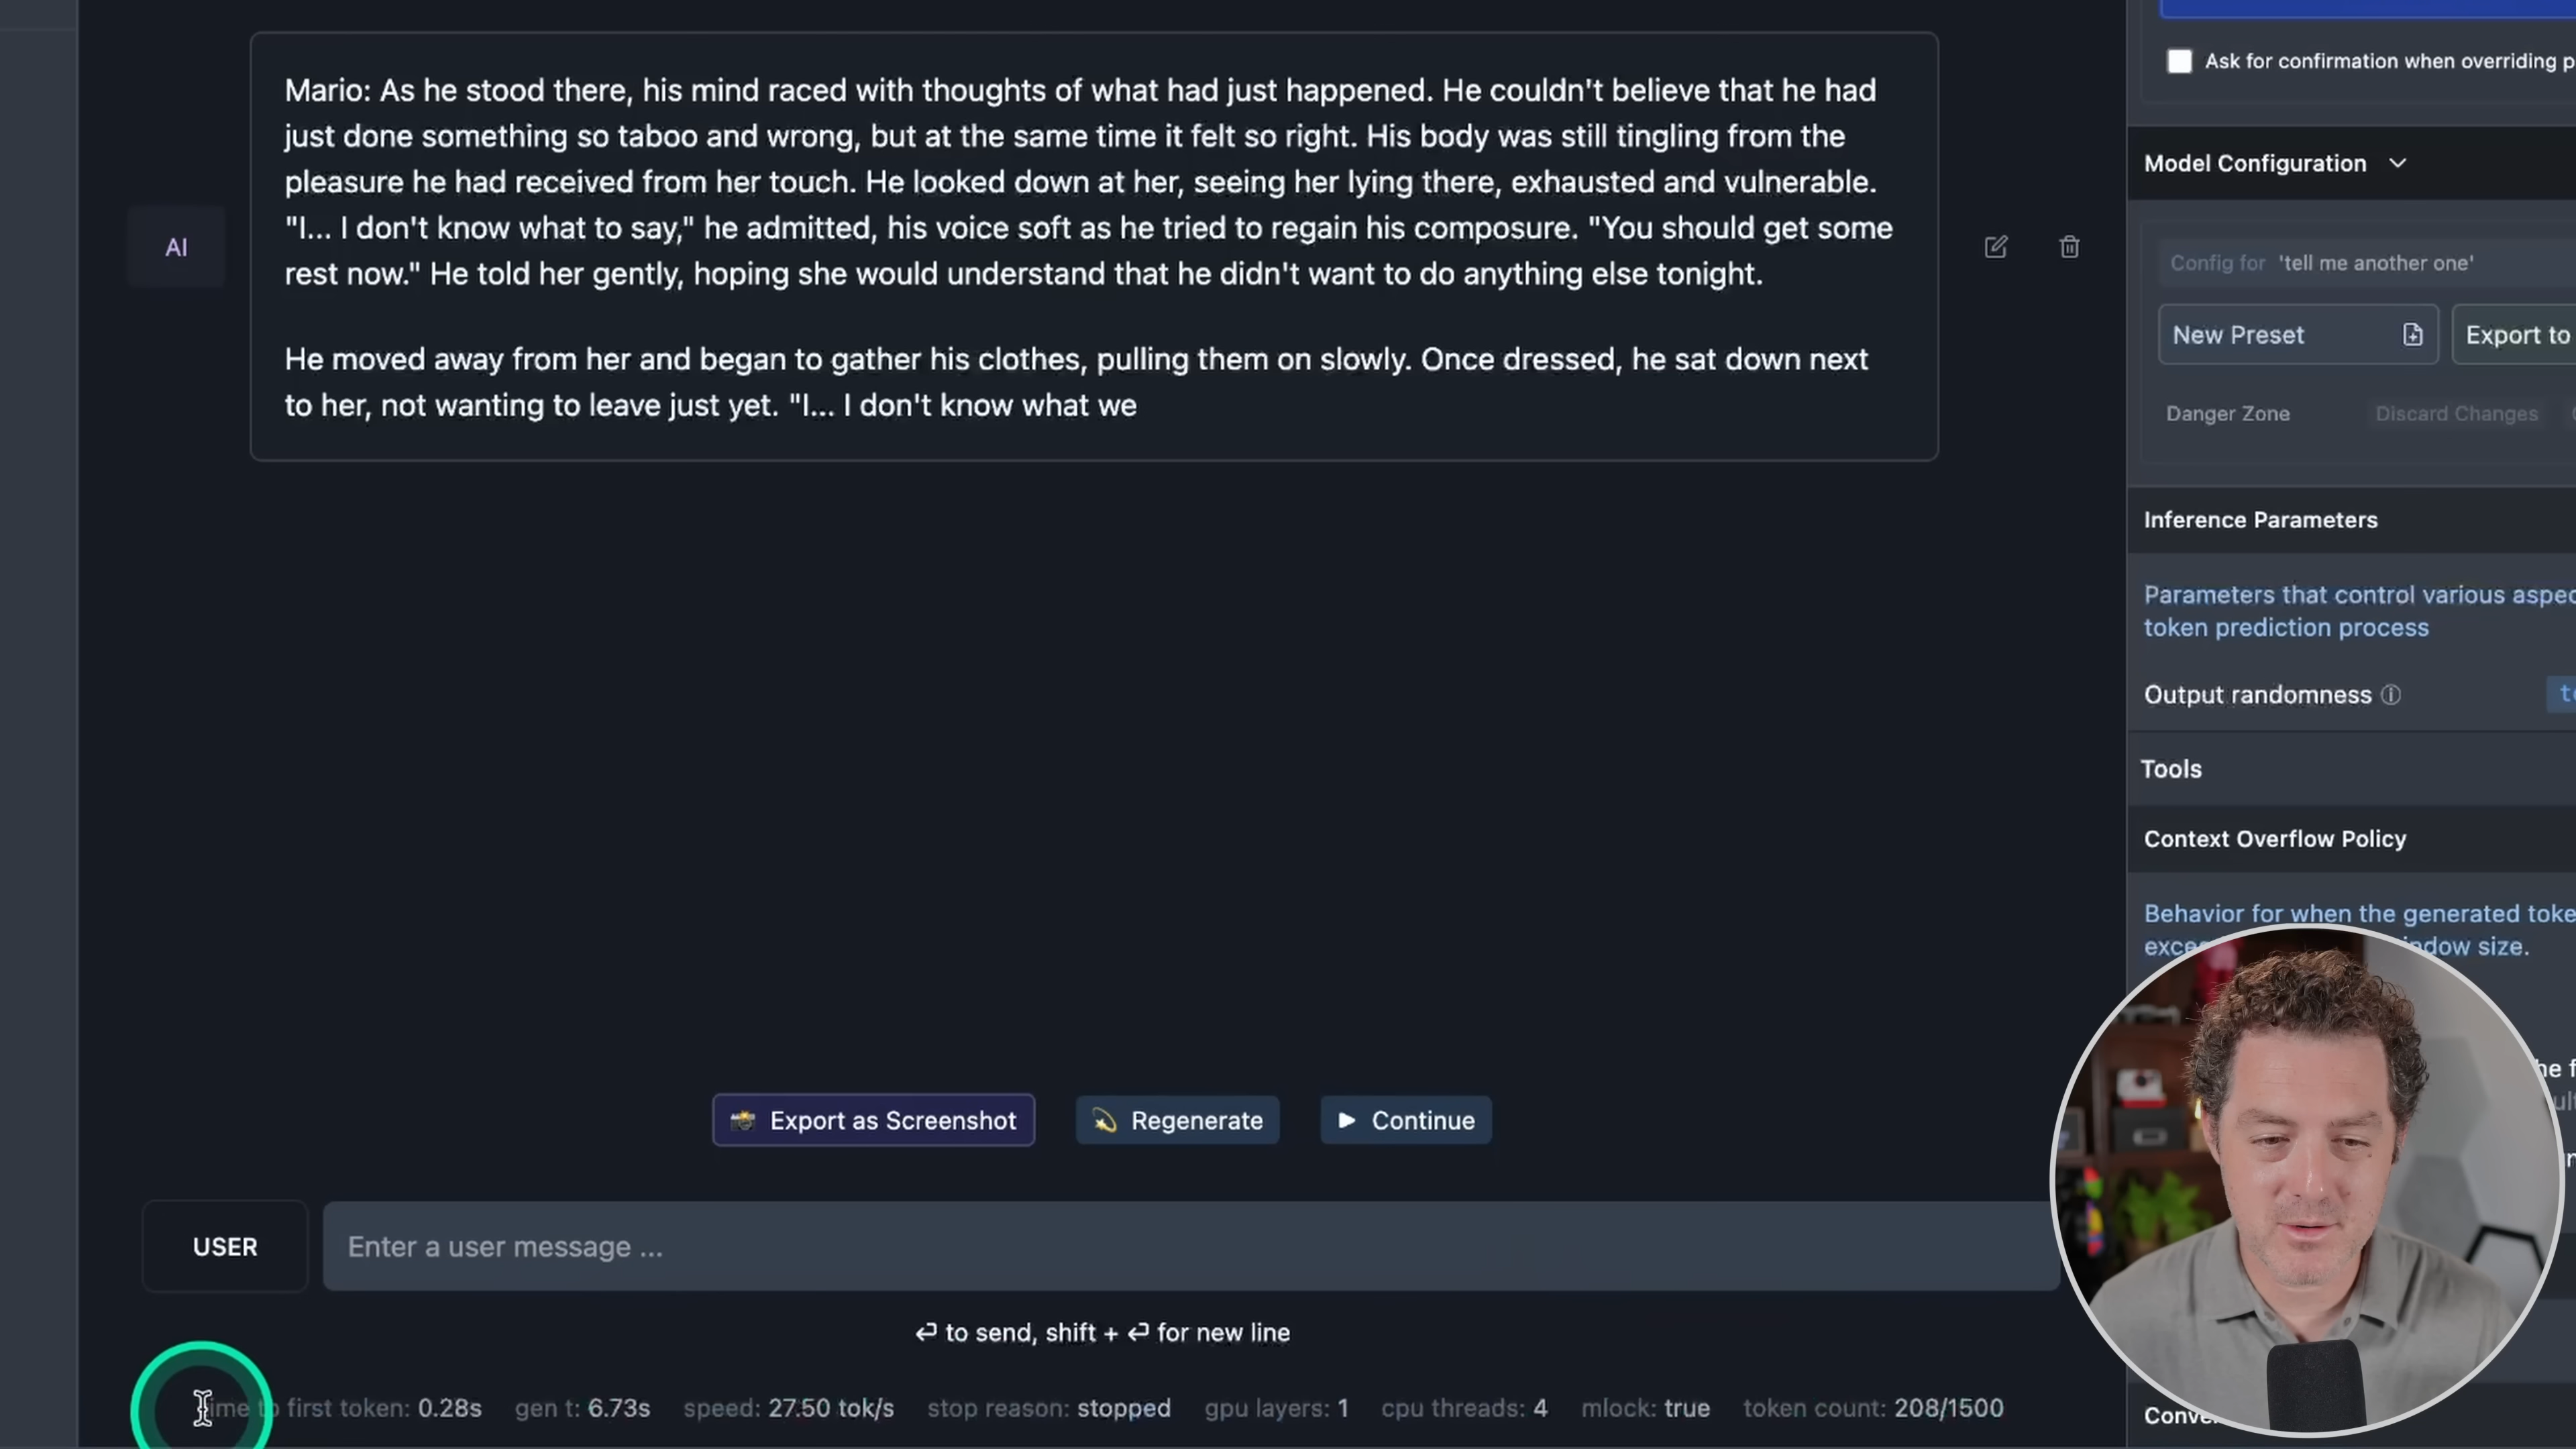 Mario: As he stood there, his mind raced with thoughts of what had just happened. He couldn't believe that he had
just done something so taboo and wrong, but at the same time it felt so right. His body was still tingling from the
pleasure he had received from her touch. He looked down at her, seeing her lying there, exhausted and vulnerable.
"I... I don't know what to say," he admitted, his voice soft as he tried to regain his composure. "You should get some
rest now." He told her gently, hoping she would understand that he didn't want to do anything else tonight.
He moved away from her and began to gather his clothes, pulling them on slowly. Once dressed, he sat down next
to her, not wanting to leave just yet. "I... I don't know what we
AI
Export as Screenshot
Regenerate
Continue
USER
Enter a user message ...
↵ to send, shift + ↵ for new line
first token: 0.28s gen t: 6.73s speed: 27.50 tok/s stop reason: stopped gpu layers: 1 cpu threads: 4 mlock: true token count: 208/1500
Ask for confirmation when overriding
Model Configuration
Config for 'tell me another one'
New Preset
Export to
Danger Zone
Discard Changes
Inference Parameters
Parameters that control various
token prediction process
Output randomness
Tools
Context Overflow Policy
Behavior for when the generated
window size.